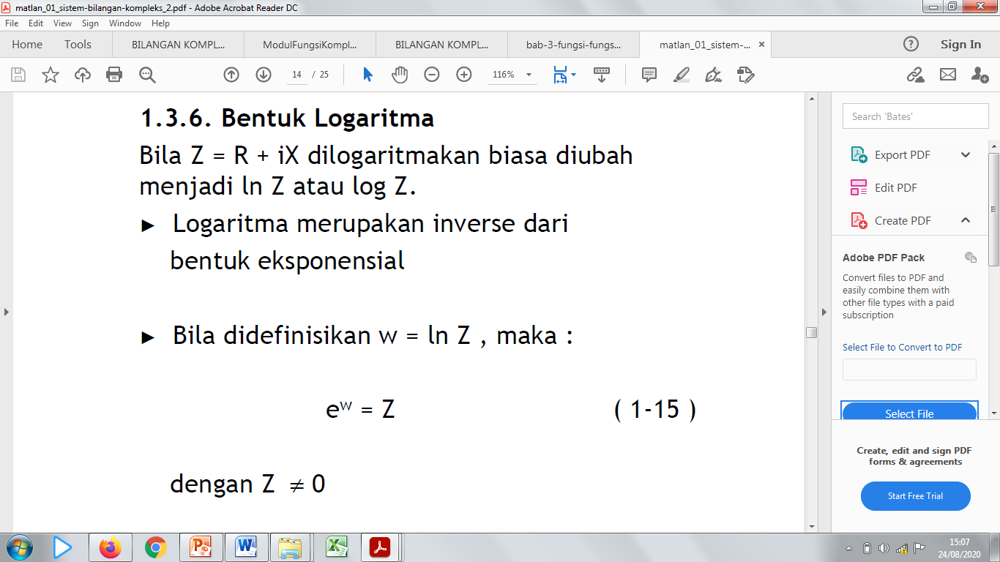 matlan_01_sistem-bilangan-kompleks_2.pdf - Adobe Acrobat Reader DC
File Edit View Sign Window Help
Home Tools BILANGAN KOMPL... ModulFungsiKompl... BILANGAN KOMPL... bab-3-fungsi-fungs... matlan_01_sistem-... × ? Sign In
14 / 25 116%
1.3.6. Bentuk Logaritma
Bila Z = R + iX dilogaritmakan biasa diubah
menjadi ln Z atau log Z.
► Logaritma merupakan inverse dari
bentuk eksponensial
► Bila didefinisikan w = ln Z , maka :
eʷ = Z ( 1-15 )
dengan Z ≠ 0
Search 'Bates'
Export PDF
Edit PDF
Create PDF
Adobe PDF Pack
Convert files to PDF and
easily combine them with
other file types with a paid
subscription
Select File to Convert to PDF
Select File
Create, edit and sign PDF
forms & agreements
Start Free Trial
15:07
24/08/2020